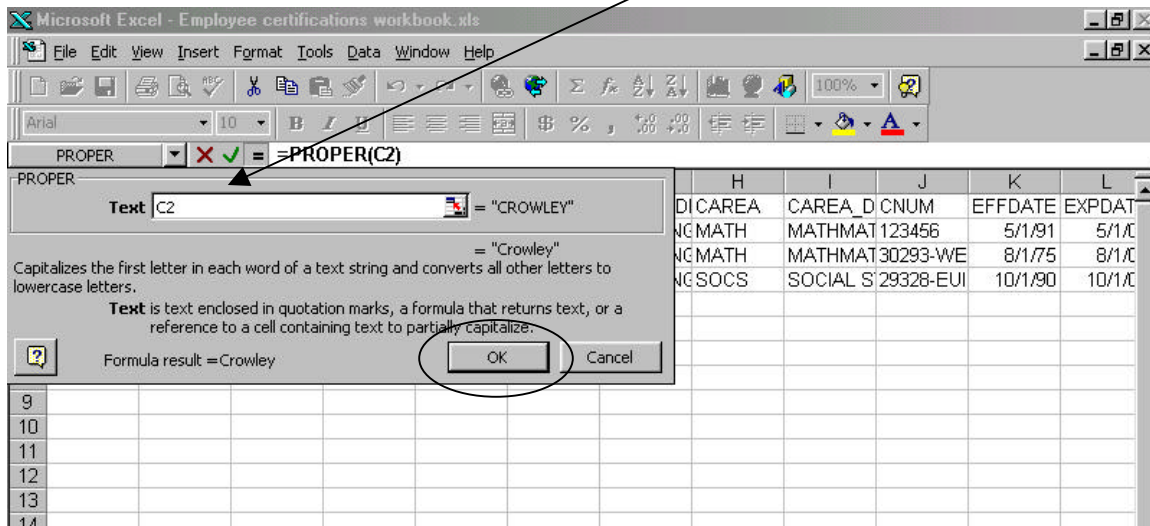 Microsoft Excel - Employee certifications workbook.xls
File Edit View Insert Format Tools Data Window Help
100%
Arial 10 B I U $ % ,
PROPER = =PROPER(C2)
PROPER
Text C2 = "CROWLEY"
= "Crowley"
Capitalizes the first letter in each word of a text string and converts all other letters to
lowercase letters.
Text is text enclosed in quotation marks, a formula that returns text, or a
reference to a cell containing text to partially capitalize.
Formula result =Crowley OK Cancel
H I J K L
DI CAREA CAREA_D CNUM EFFDATE EXPDAT
NG MATH MATHMAT 123456 5/1/91 5/1/0
NG MATH MATHMAT 30293-WE 8/1/75 8/1/0
NG SOCS SOCIAL S 29328-EUI 10/1/90 10/1/0
9
10
11
12
13
14